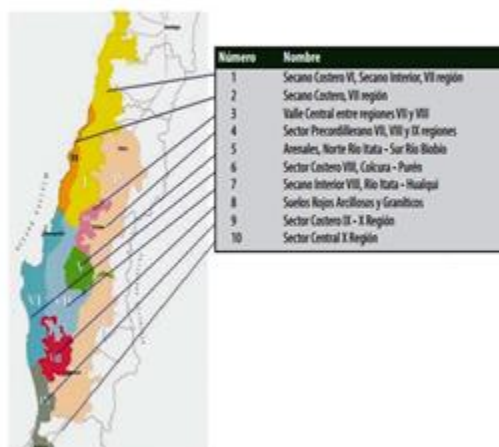 Número Nombre
1 Secano Costero VI, Secano Interior, VII región
2 Secano Costero, VII región
3 Valle Central entre regiones VII y VIII
4 Sector Precordillerano VII, VIII y IX regiones
5 Arenales, Norte Río Itata - Sur Río Biobío
6 Sector Costero VIII, Colcura - Purén
7 Secano Interior VIII, Río Itata - Hualqui
8 Suelos Rojos Arcillosos y Graníticos
9 Sector Costero IX - X Región
10 Sector Central X Región
VI